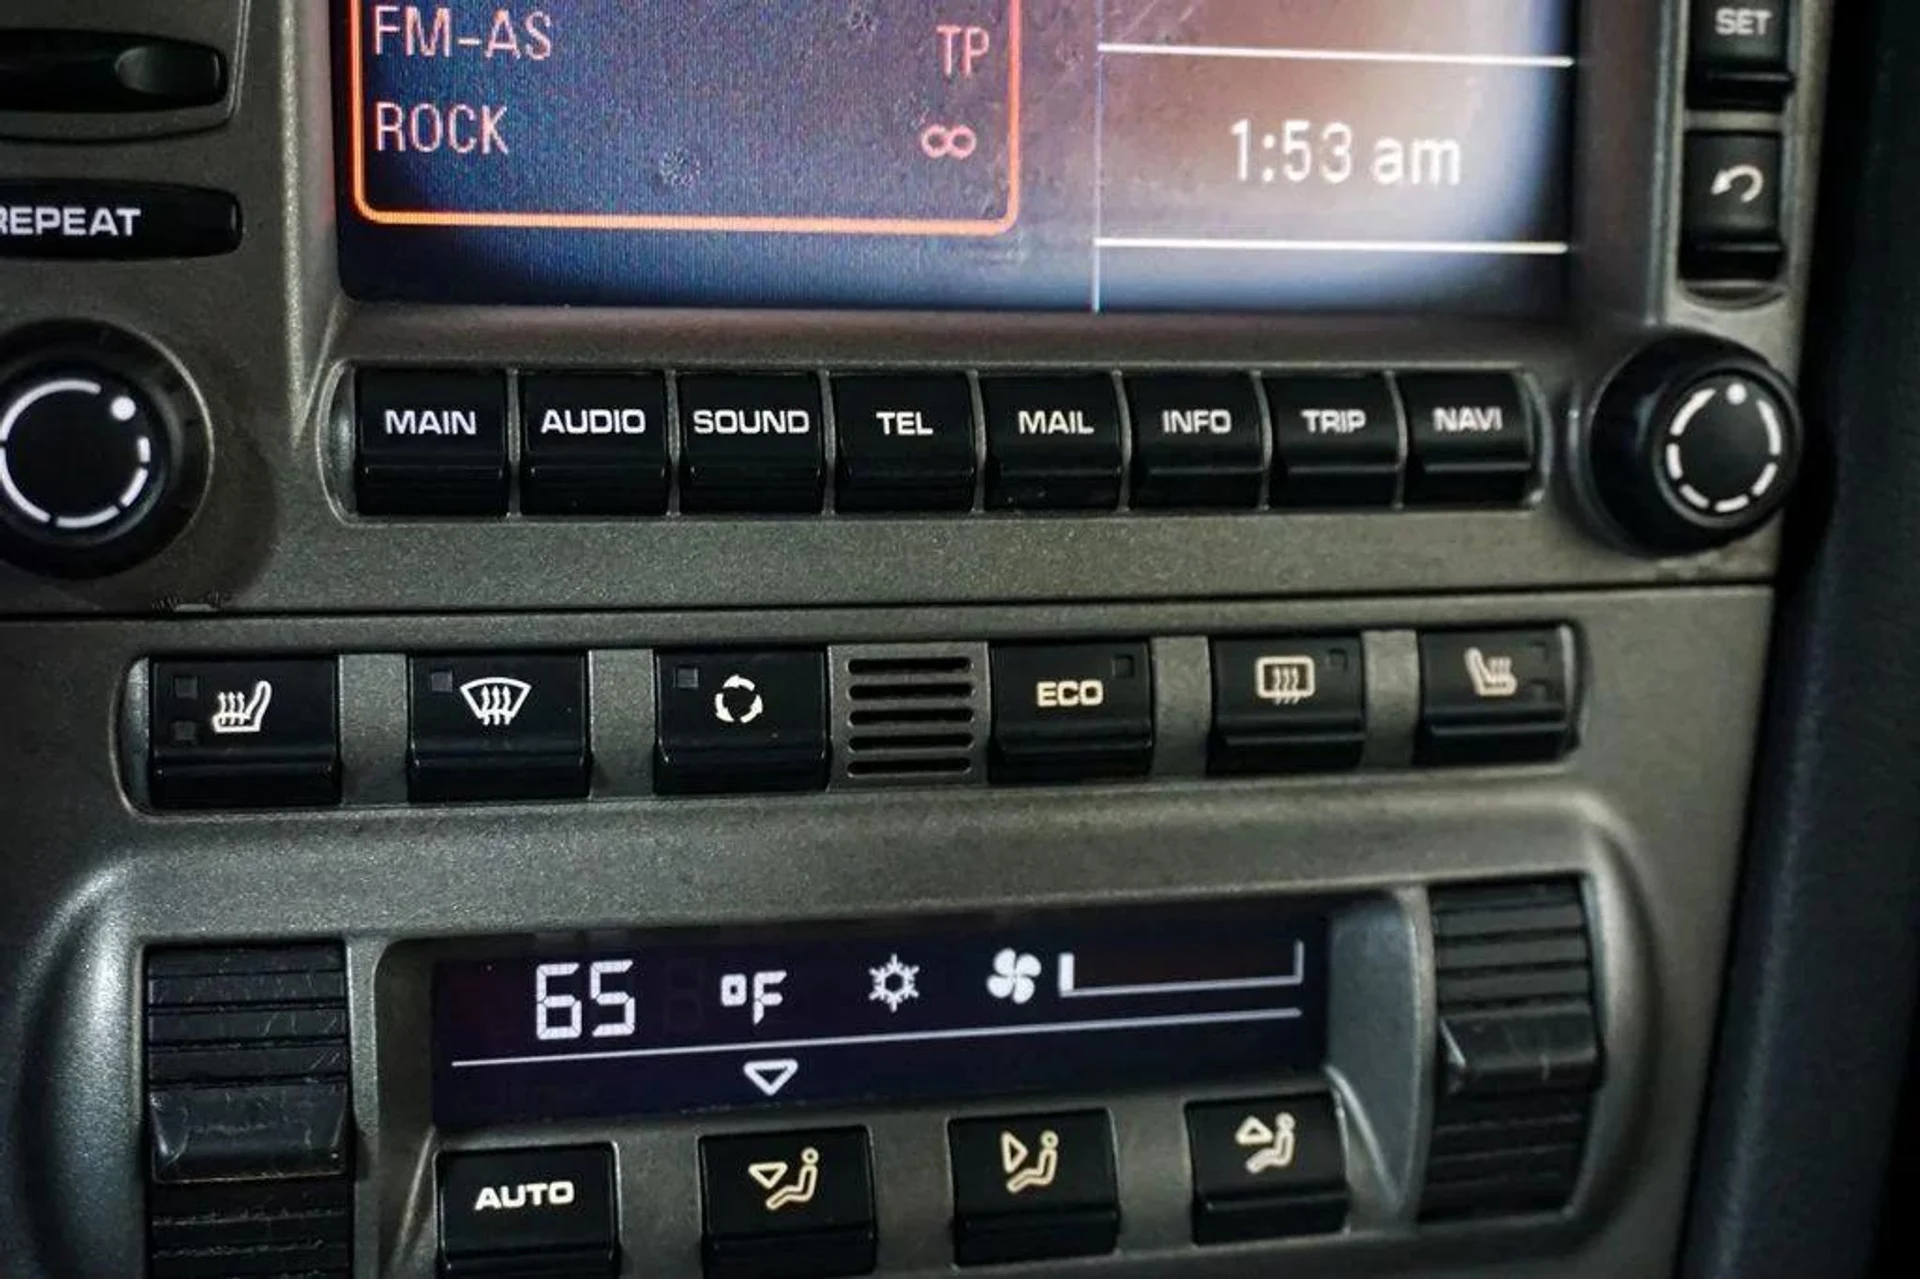 FM-AS TP
ROCK ∞
1:53 am
SET
REPEAT
MAIN AUDIO SOUND TEL MAIL INFO TRIP NAVI
ECO
65 °F
AUTO